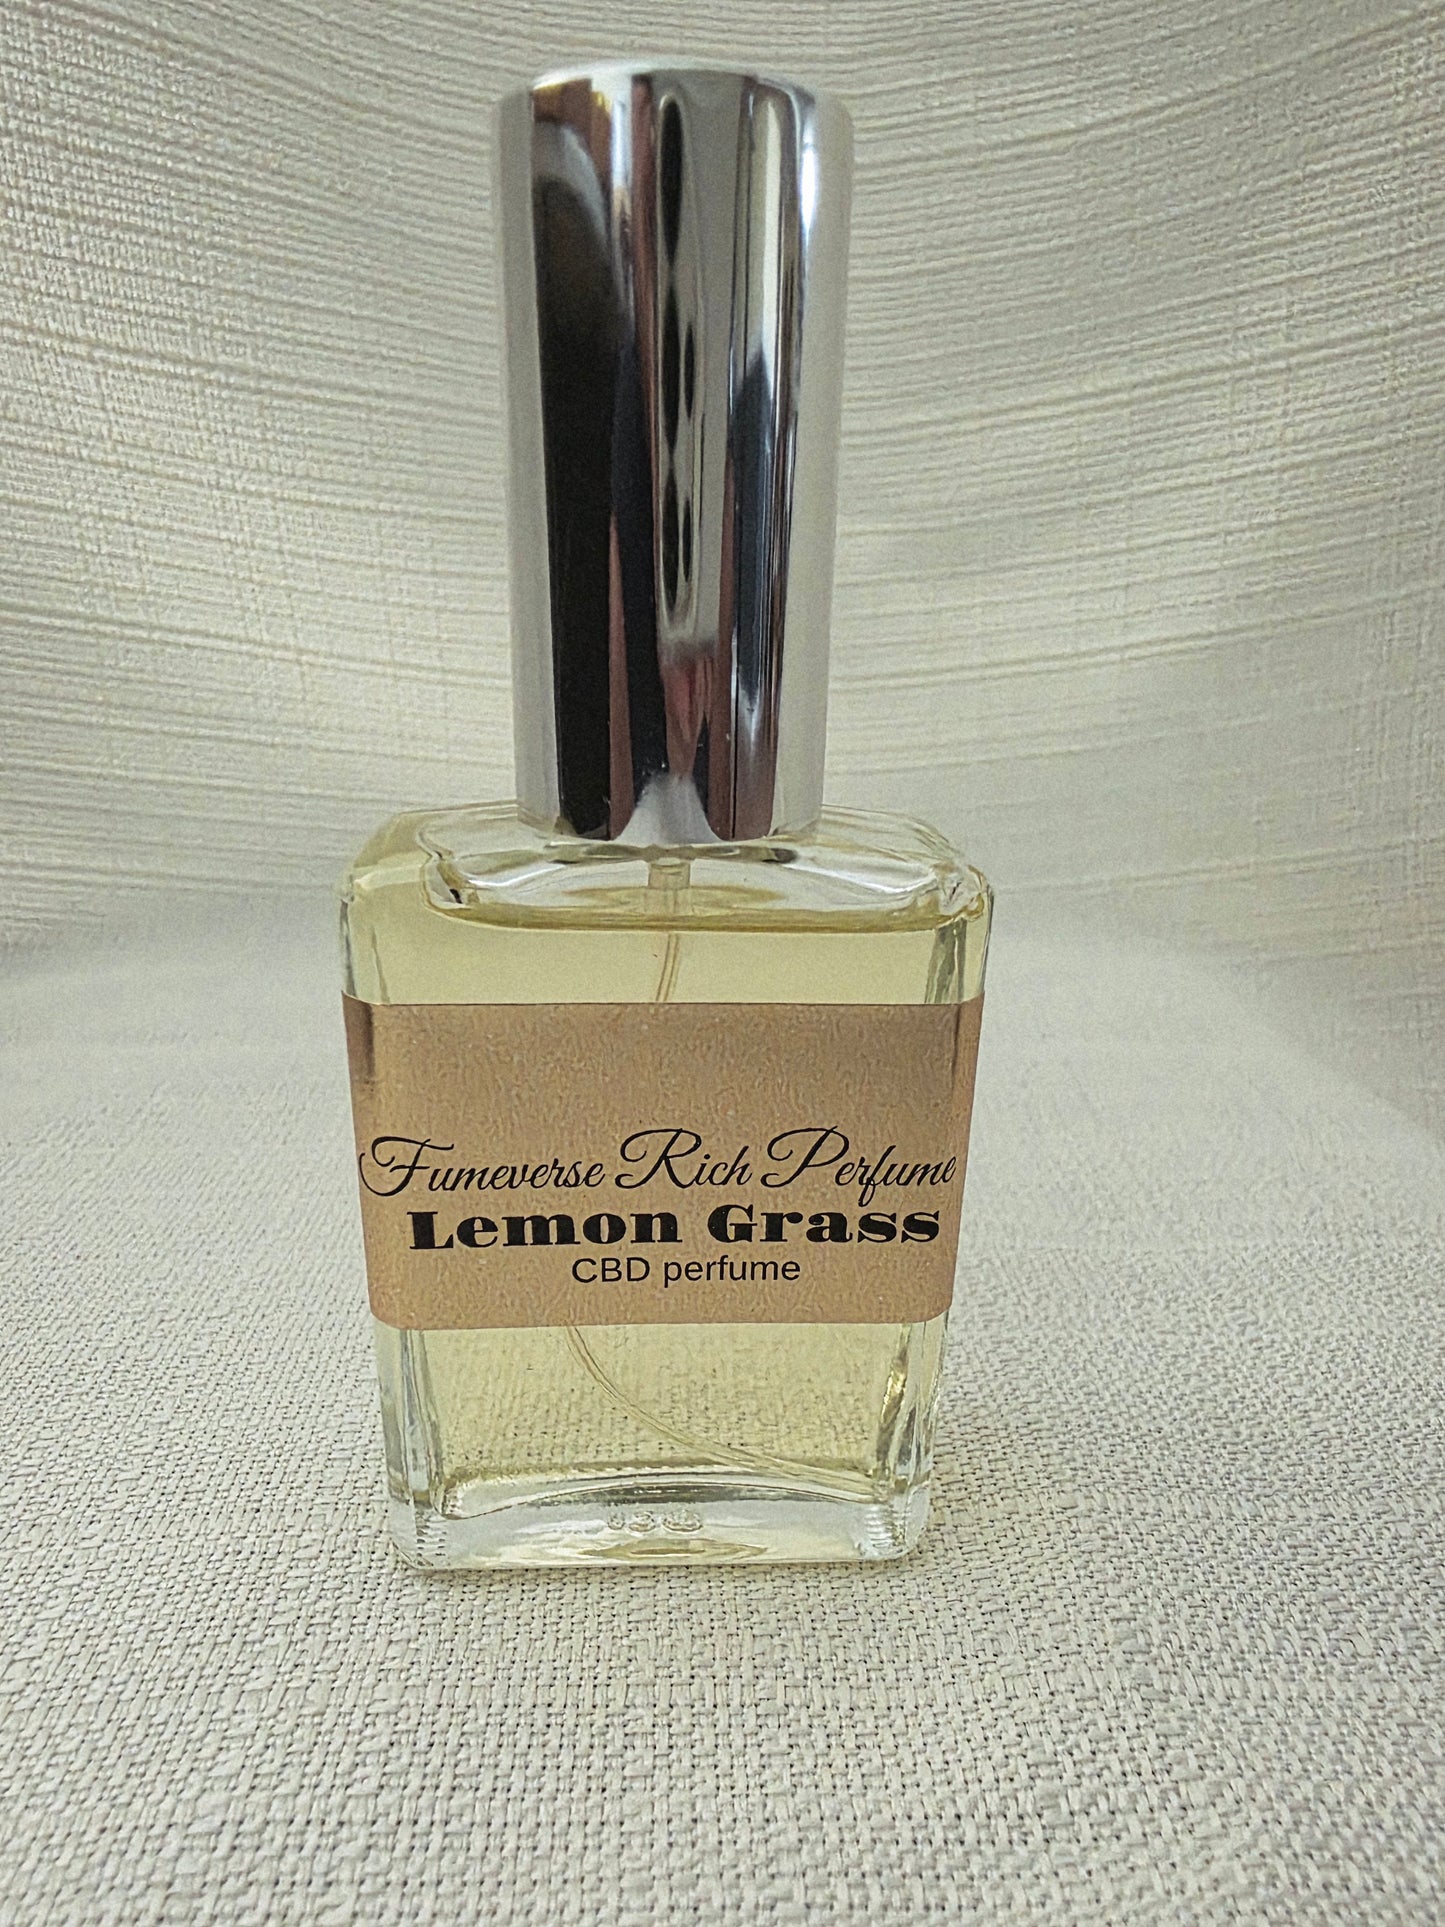 Fumeverse Rich Perfume
Lemon Grass
CBD perfume